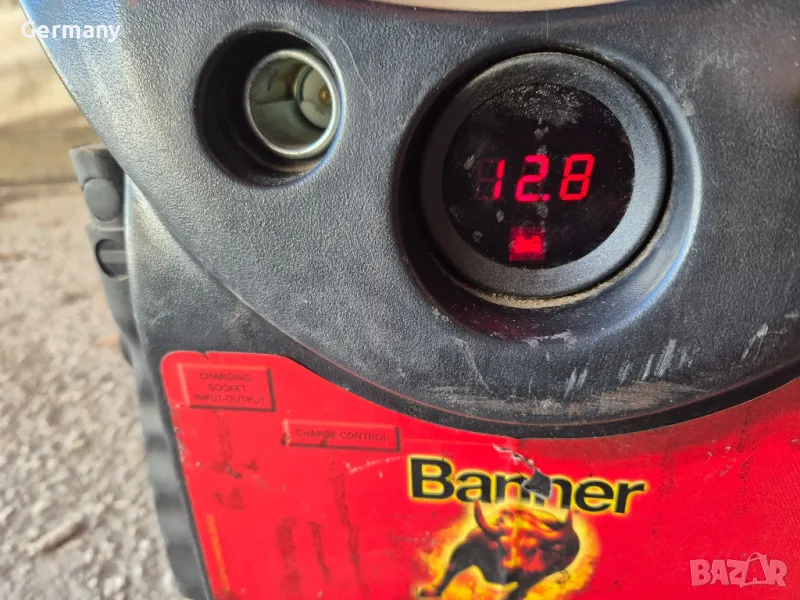 Germany
12.8
CHARGING
SOCKET
INPUT-OUTPUT
CHARGE CONTROL
Banner
BAZAR